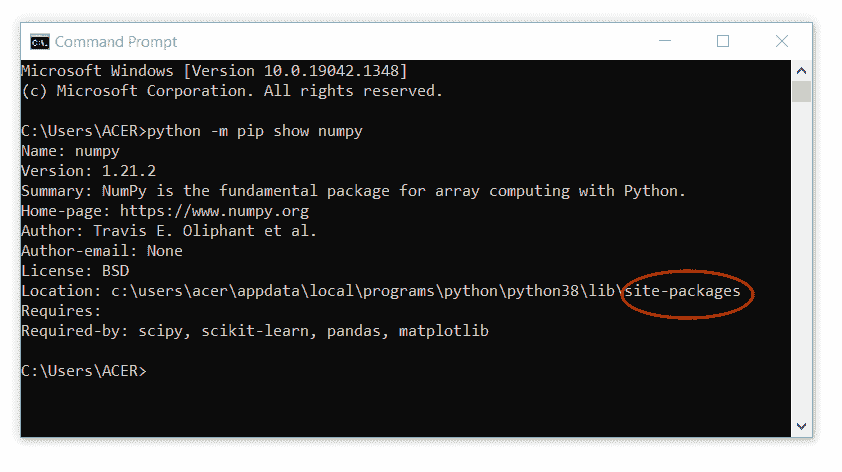 Command Prompt
Microsoft Windows [Version 10.0.19042.1348]
(c) Microsoft Corporation. All rights reserved.
C:\Users\ACER>python -m pip show numpy
Name: numpy
Version: 1.21.2
Summary: NumPy is the fundamental package for array computing with Python.
Home-page: https://www.numpy.org
Author: Travis E. Oliphant et al.
Author-email: None
License: BSD
Location: c:\users\acer\appdata\local\programs\python\python38\lib\site-packages
Requires:
Required-by: scipy, scikit-learn, pandas, matplotlib
C:\Users\ACER>